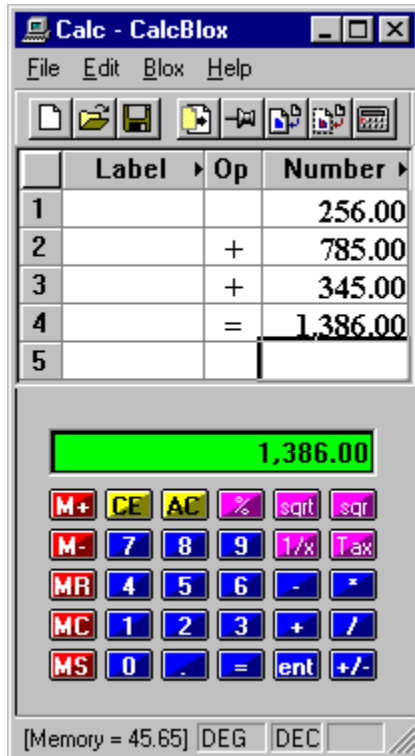 Calc - CalcBlox
File Edit Blox Help
Label Op Number
1 256.00
2 + 785.00
3 + 345.00
4 = 1,386.00
5
1,386.00
M+ CE AC % sqrt sqr
M- 7 8 9 1/x Tax
MR 4 5 6 - *
MC 1 2 3 + /
MS 0 . = ent +/-
[Memory = 45.65] DEG DEC